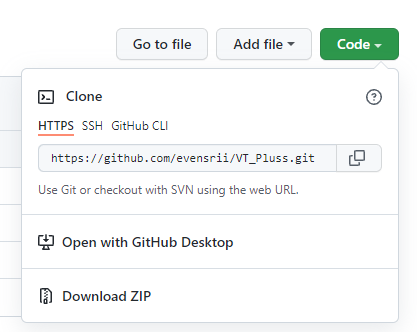 Go to file Add file Code
Clone
HTTPS SSH GitHub CLI
https://github.com/evensrii/VT_Pluss.git
Use Git or checkout with SVN using the web URL.
Open with GitHub Desktop
Download ZIP